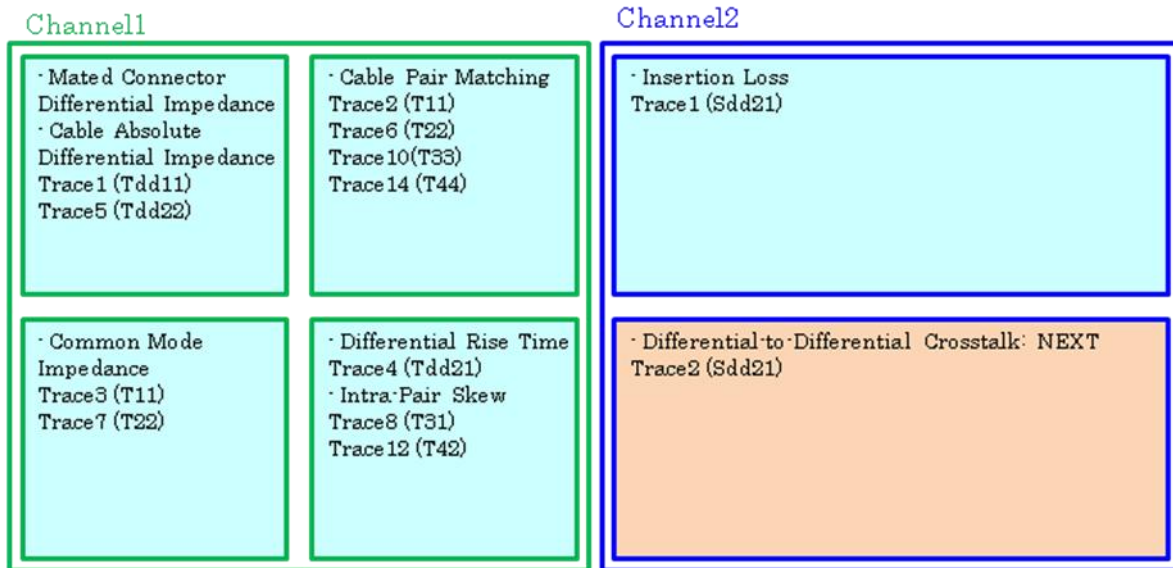 Channel1
· Mated Connector
Differential Impedance
· Cable Absolute
Differential Impedance
Trace1 (Tdd11)
Trace5 (Tdd22)
· Cable Pair Matching
Trace2 (T11)
Trace6 (T22)
Trace10(T33)
Trace14 (T44)
· Common Mode
Impedance
Trace3 (T11)
Trace7 (T22)
· Differential Rise Time
Trace4 (Tdd21)
· Intra-Pair Skew
Trace8 (T31)
Trace12 (T42)
Channel2
· Insertion Loss
Trace1 (Sdd21)
· Differential-to-Differential Crosstalk: NEXT
Trace2 (Sdd21)